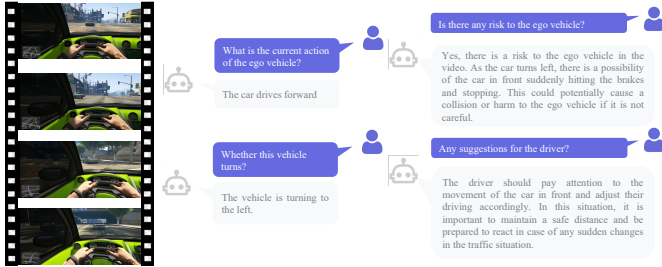 What is the current action
of the ego vehicle?
The car drives forward
Whether this vehicle
turns?
The vehicle is turning to
the left.
Is there any risk to the ego vehicle?
Yes, there is a risk to the ego vehicle in the
video. As the car turns left, there is a possibility
of the car in front suddenly hitting the brakes
and stopping. This could potentially cause a
collision or harm to the ego vehicle if it is not
careful.
Any suggestions for the driver?
The driver should pay attention to the
movement of the car in front and adjust their
driving accordingly. In this situation, it is
important to maintain a safe distance and be
prepared to react in case of any sudden changes
in the traffic situation.